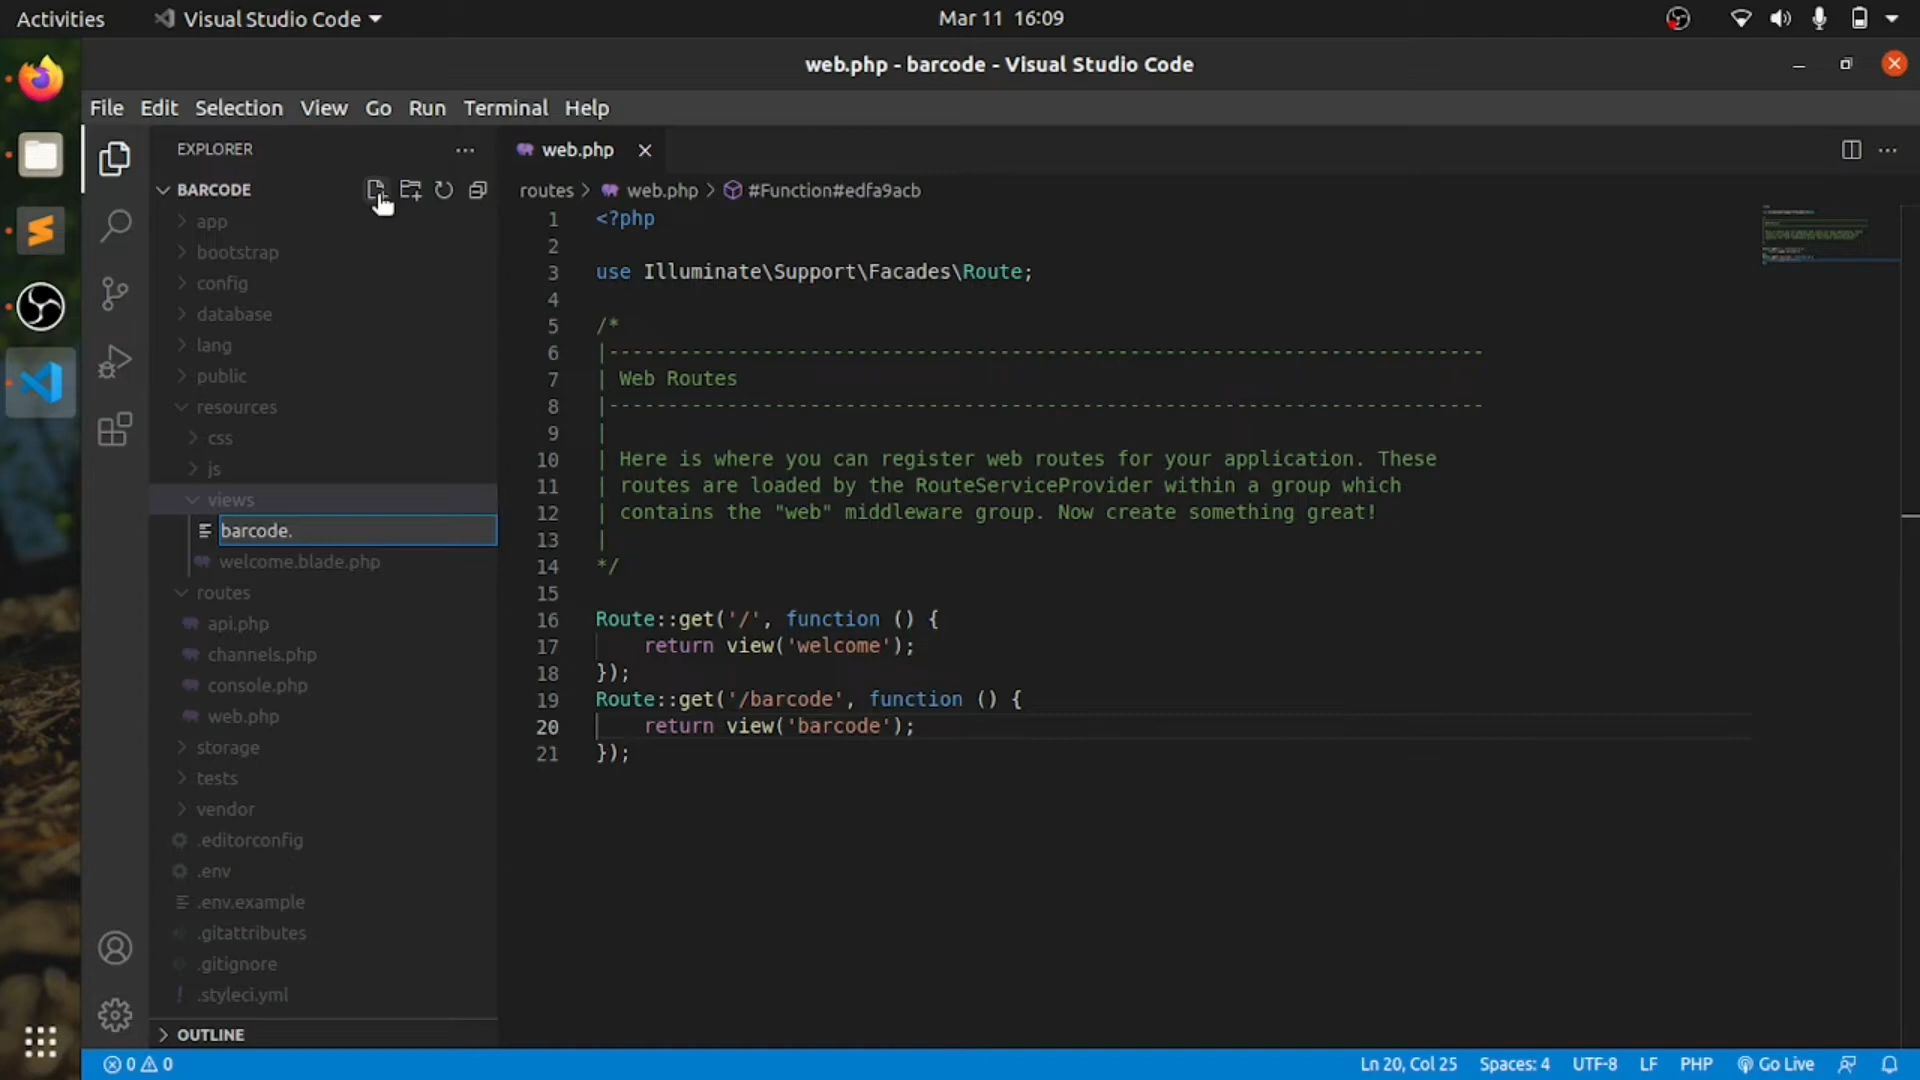 Activities
Visual Studio Code
Mar 11 16:09
web.php - barcode - Visual Studio Code
File Edit Selection View Go Run Terminal Help
EXPLORER
BARCODE
app
bootstrap
config
database
lang
public
resources
css
js
views
barcode.
welcome.blade.php
routes
api.php
channels.php
console.php
web.php
storage
tests
vendor
.editorconfig
.env
.env.example
.gitattributes
.gitignore
.styleci.yml
OUTLINE
web.php
routes > web.php > #Function#edfa9acb
1 <?php
2
3 use Illuminate\Support\Facades\Route;
4
5 /*
6 |--------------------------------------------------------------------------
7 | Web Routes
8 |--------------------------------------------------------------------------
9 |
10 | Here is where you can register web routes for your application. These
11 | routes are loaded by the RouteServiceProvider within a group which
12 | contains the "web" middleware group. Now create something great!
13 |
14 */
15
16 Route::get('/', function () {
17     return view('welcome');
18 });
19 Route::get('/barcode', function () {
20     return view('barcode');
21 });
0 0
Ln 20, Col 25 Spaces: 4 UTF-8 LF PHP Go Live